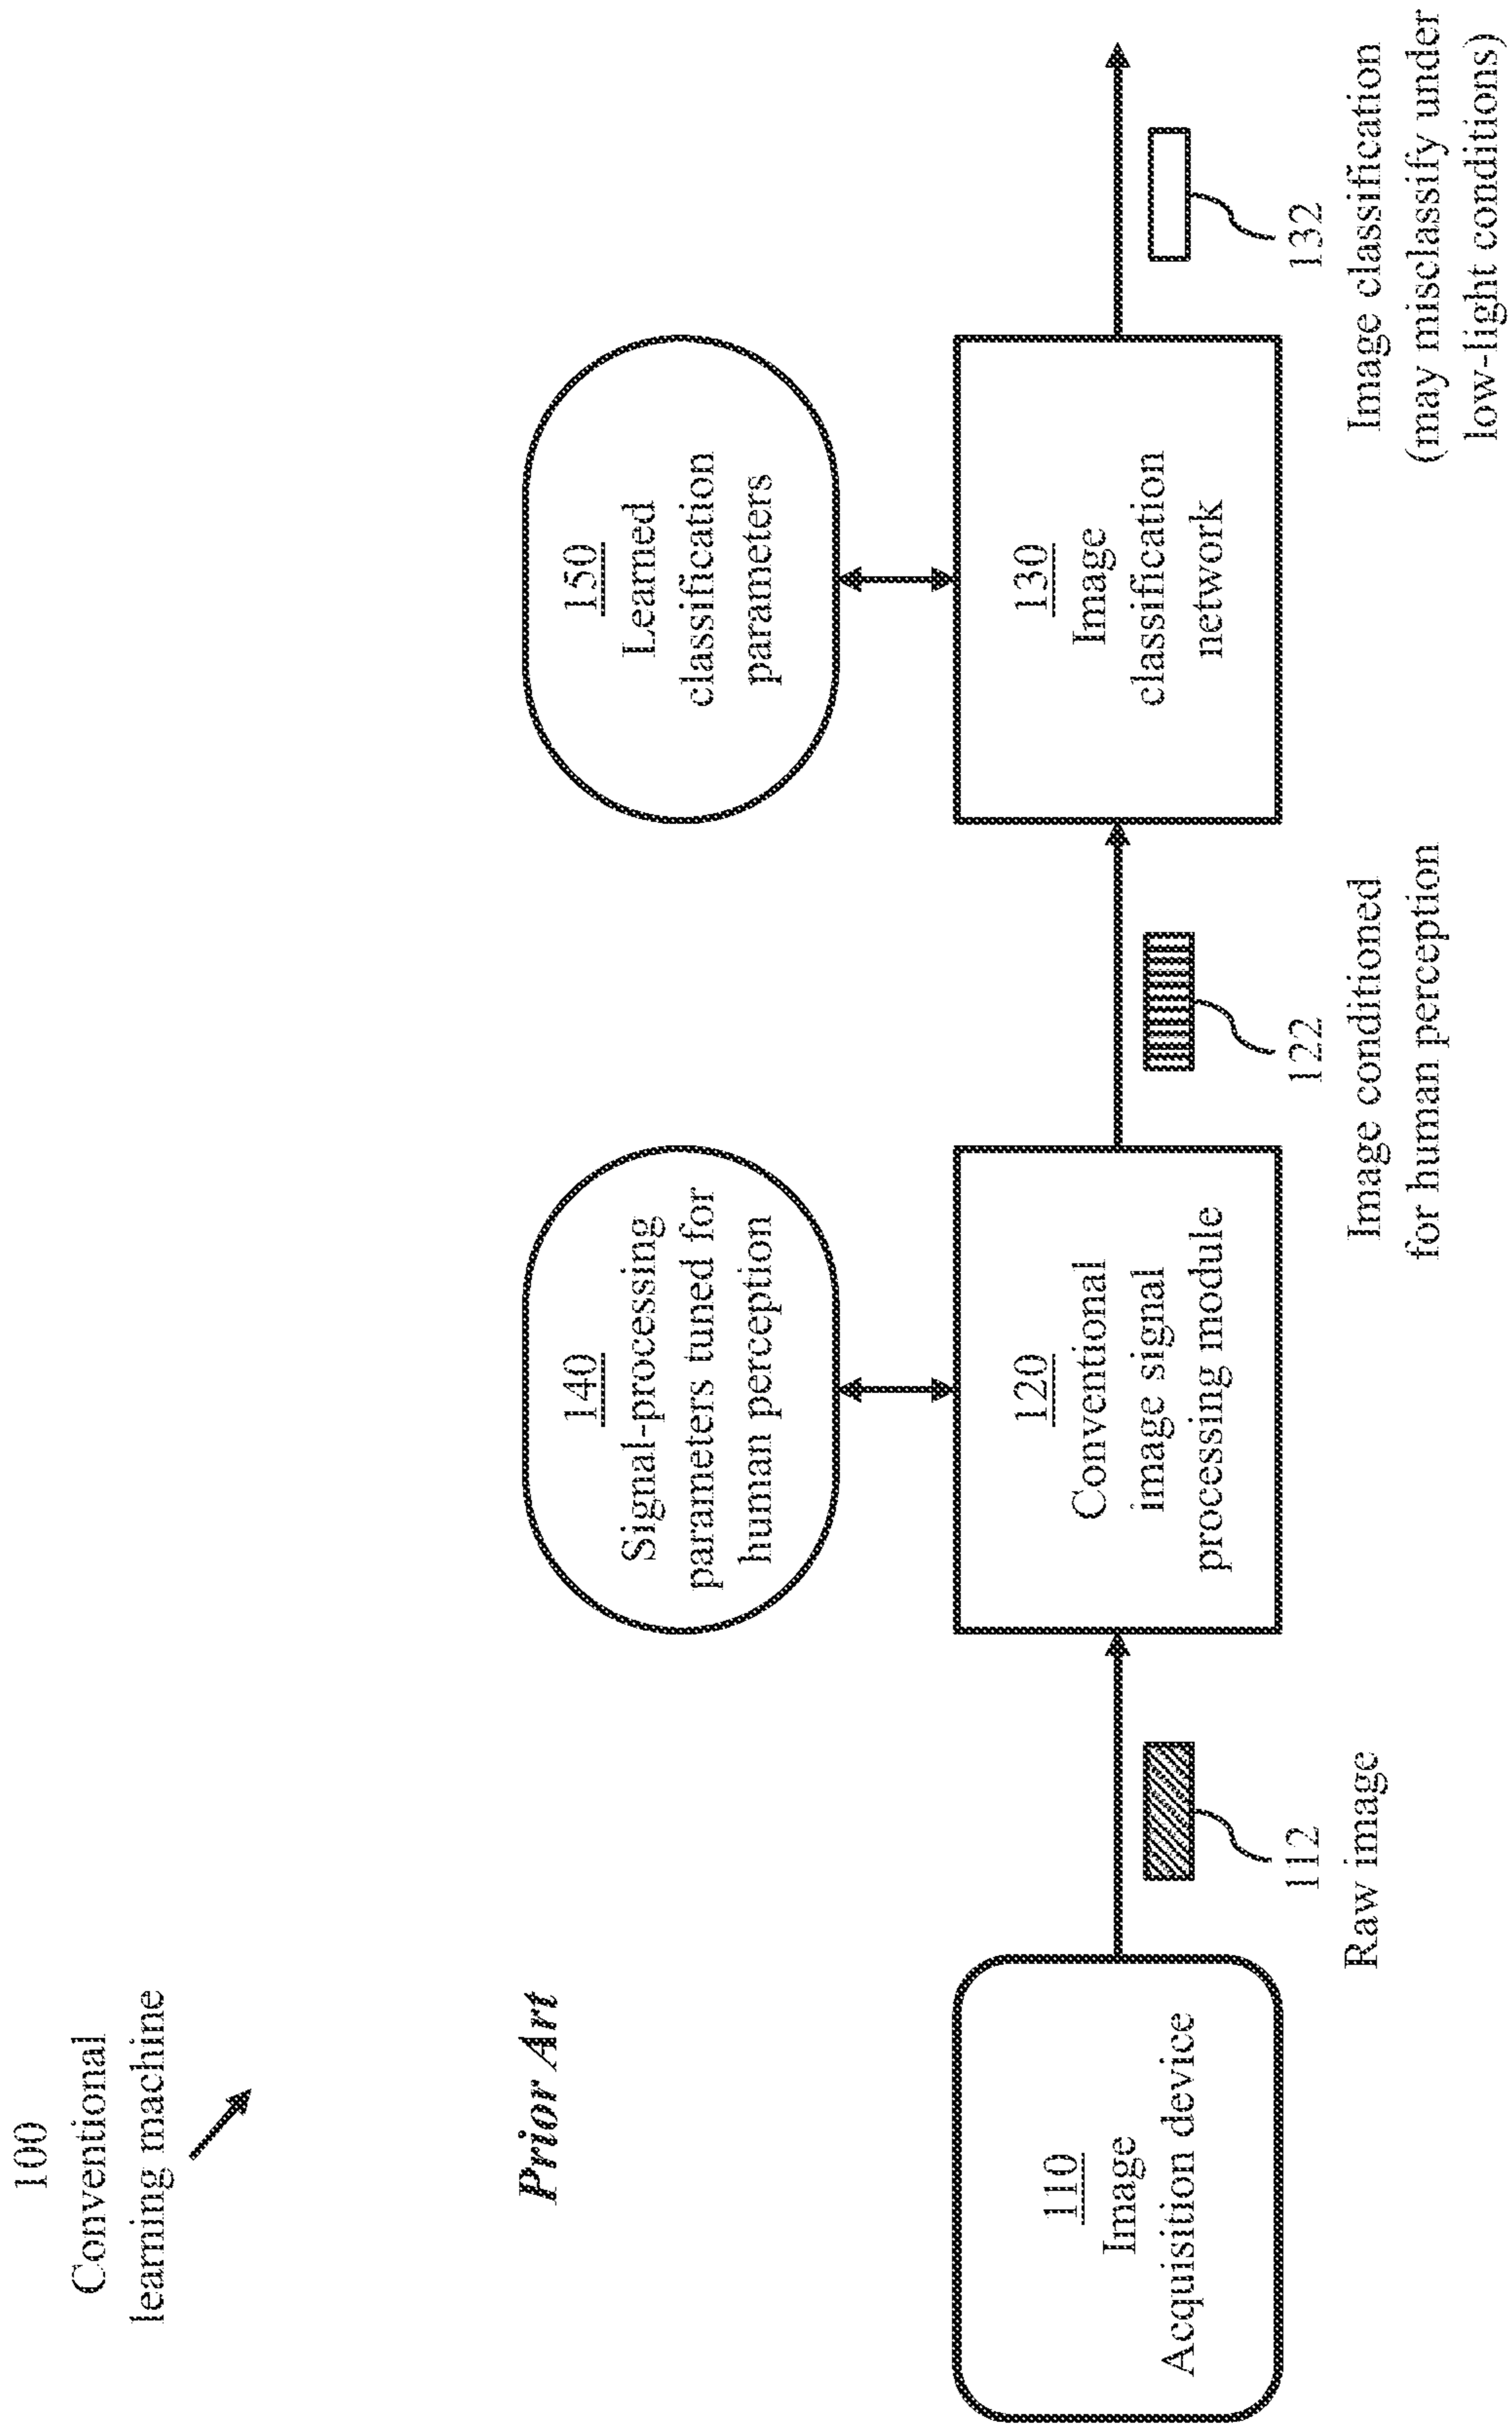 100
Conventional
learning machine
Prior Art
140
Signal-processing
parameters tuned for
human perception
150
Learned
classification
parameters
110
Image
Acquisition device
120
Conventional
image signal
processing module
130
Image
classification
network
112
Raw image
122
Image conditioned
for human perception
132
Image classification
(may misclassify under
low-light conditions)